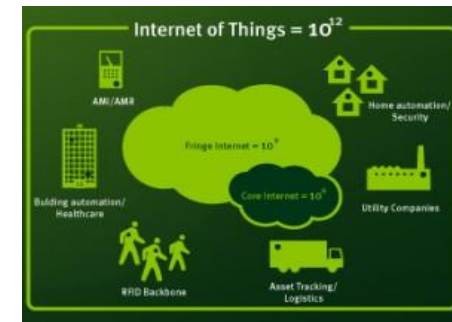 Internet of Things = 10¹²
AMI/AMR
Home automation/
Security
Fringe Internet = 10⁹
Core Internet = 10⁶
Bulding automation/
Healthcare
Utility Companies
RFID Backbone
Asset Tracking/
Logistics